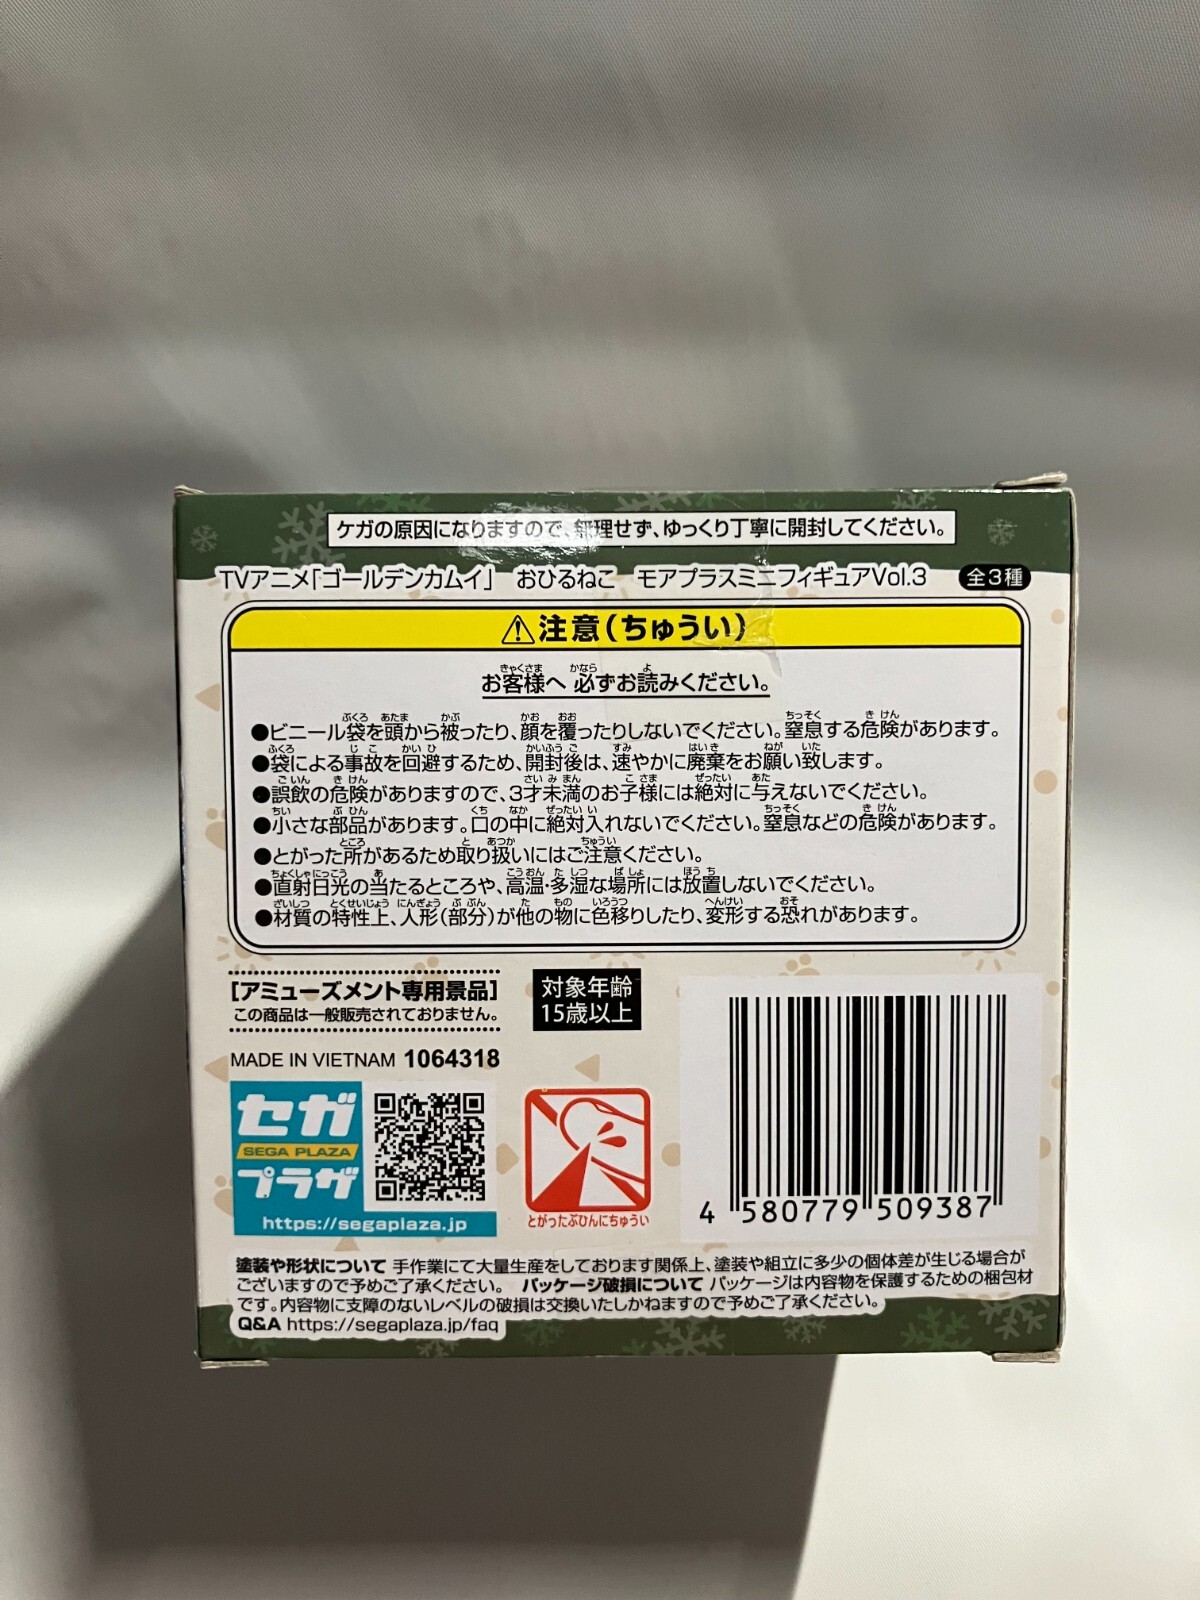 ケガの原因になりますので、無理せず、ゆっくり丁寧に開封してください。
TVアニメ「ゴールデンカムイ」 おひるねこ モアプラスミニフィギュアVol.3 全3種
⚠注意(ちゅうい)
お客様へ 必ずお読みください。
●ビニール袋を頭から被ったり、顔を覆ったりしないでください。窒息する危険があります。
●袋による事故を回避するため、開封後は、速やかに廃棄をお願い致します。
●誤飲の危険がありますので、3才未満のお子様には絶対に与えないでください。
●小さな部品があります。口の中に絶対入れないでください。窒息などの危険があります。
●とがった所があるため取り扱いにはご注意ください。
●直射日光の当たるところや、高温・多湿な場所には放置しないでください。
●材質の特性上、人形(部分)が他の物に色移りしたり、変形する恐れがあります。
[アミューズメント専用景品]
この商品は一般販売されておりません。
対象年齢
15歳以上
MADE IN VIETNAM 1064318
セガ
SEGA PLAZA
プラザ
https://segaplaza.jp
とがったぶひんにちゅうい
4 580779 509387
塗装や形状について 手作業にて大量生産をしております関係上、塗装や組立に多少の個体差が生じる場合が
ございますので予めご了承ください。 パッケージ破損について パッケージは内容物を保護するための梱包材
です。内容物に支障のないレベルの破損は交換いたしかねますので予めご了承ください。
Q&A https://segaplaza.jp/faq